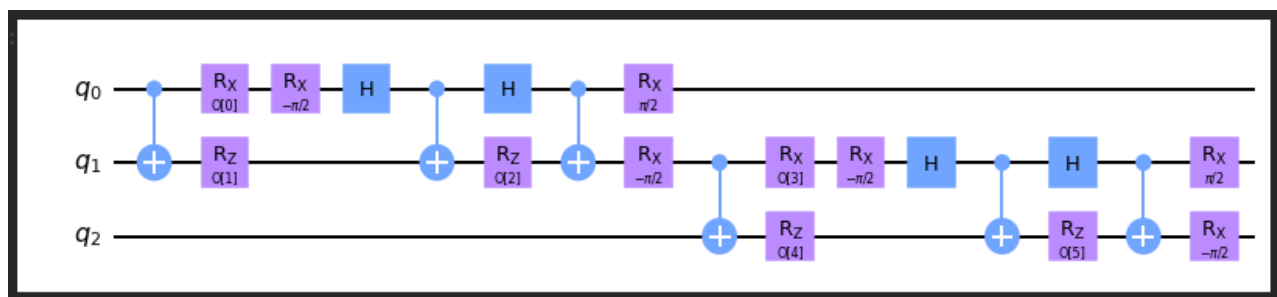 q0 RX O[0] RX −π/2 H H RX π/2
q1 RZ O[1] RZ O[2] RX −π/2 RX O[3] RX −π/2 H H RX π/2
q2 RZ O[4] RZ O[5] RX −π/2